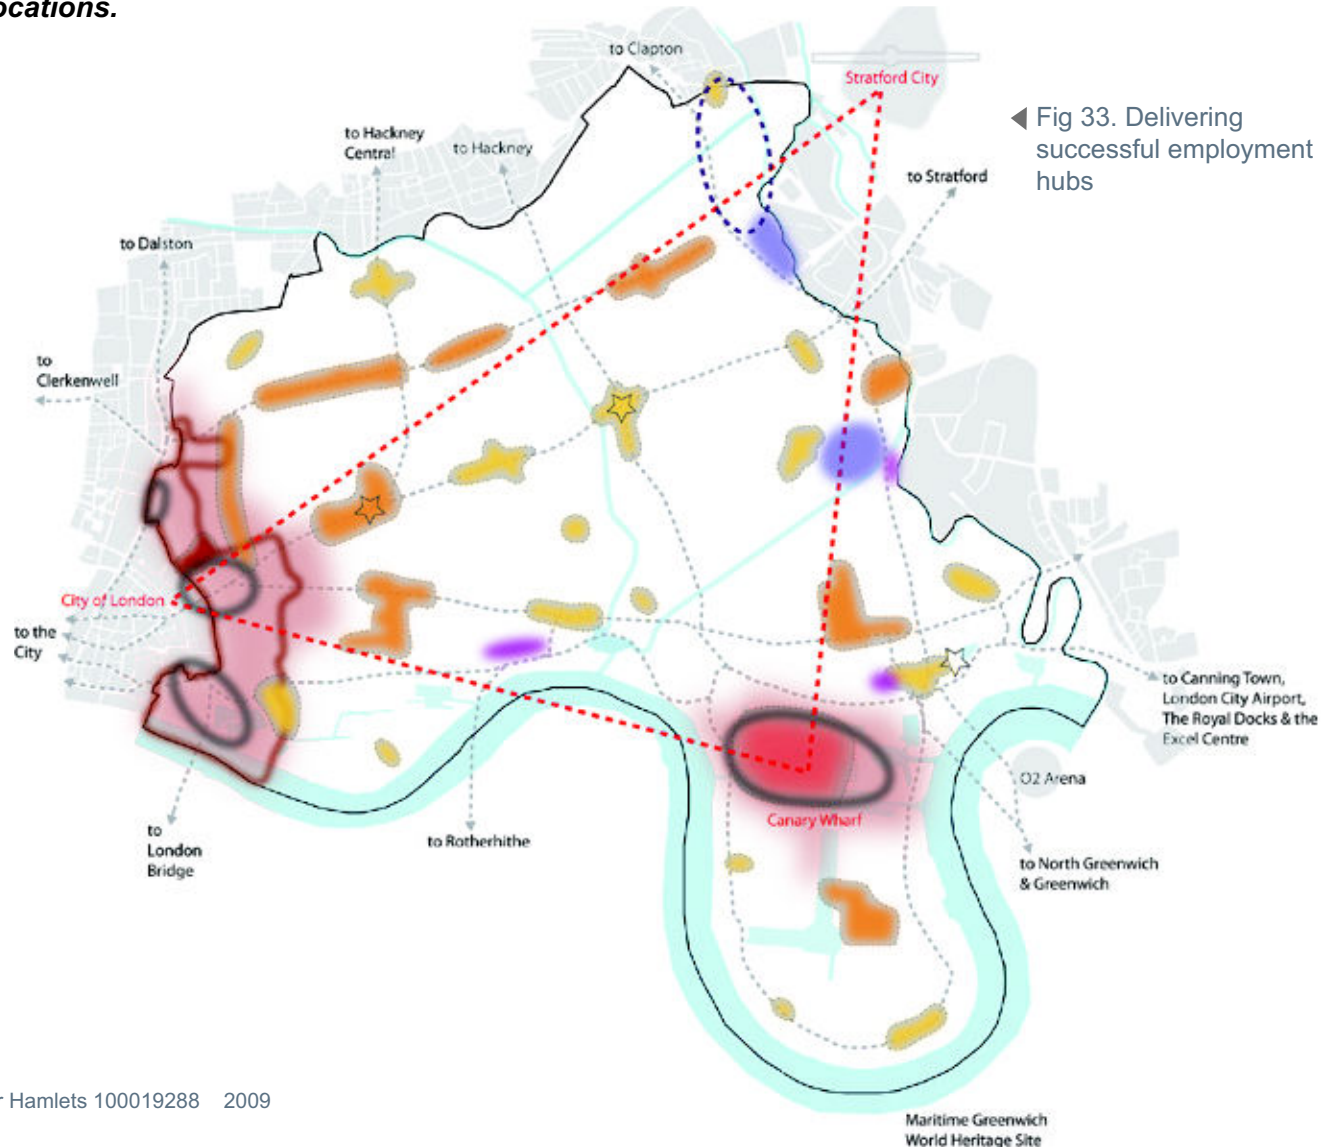 ocations.
to Clapton
Stratford City
Fig 33. Delivering
successful employment
hubs
to Hackney
Central
to Hackney
to Stratford
to Dalston
to
Clerkenwell
City of London
to the
City
to Canning Town,
London City Airport,
The Royal Docks & the
Excel Centre
O2 Arena
Canary Wharf
to
London
Bridge
to Rotherhithe
to North Greenwich
& Greenwich
r Hamlets 100019288 2009
Maritime Greenwich
World Heritage Site